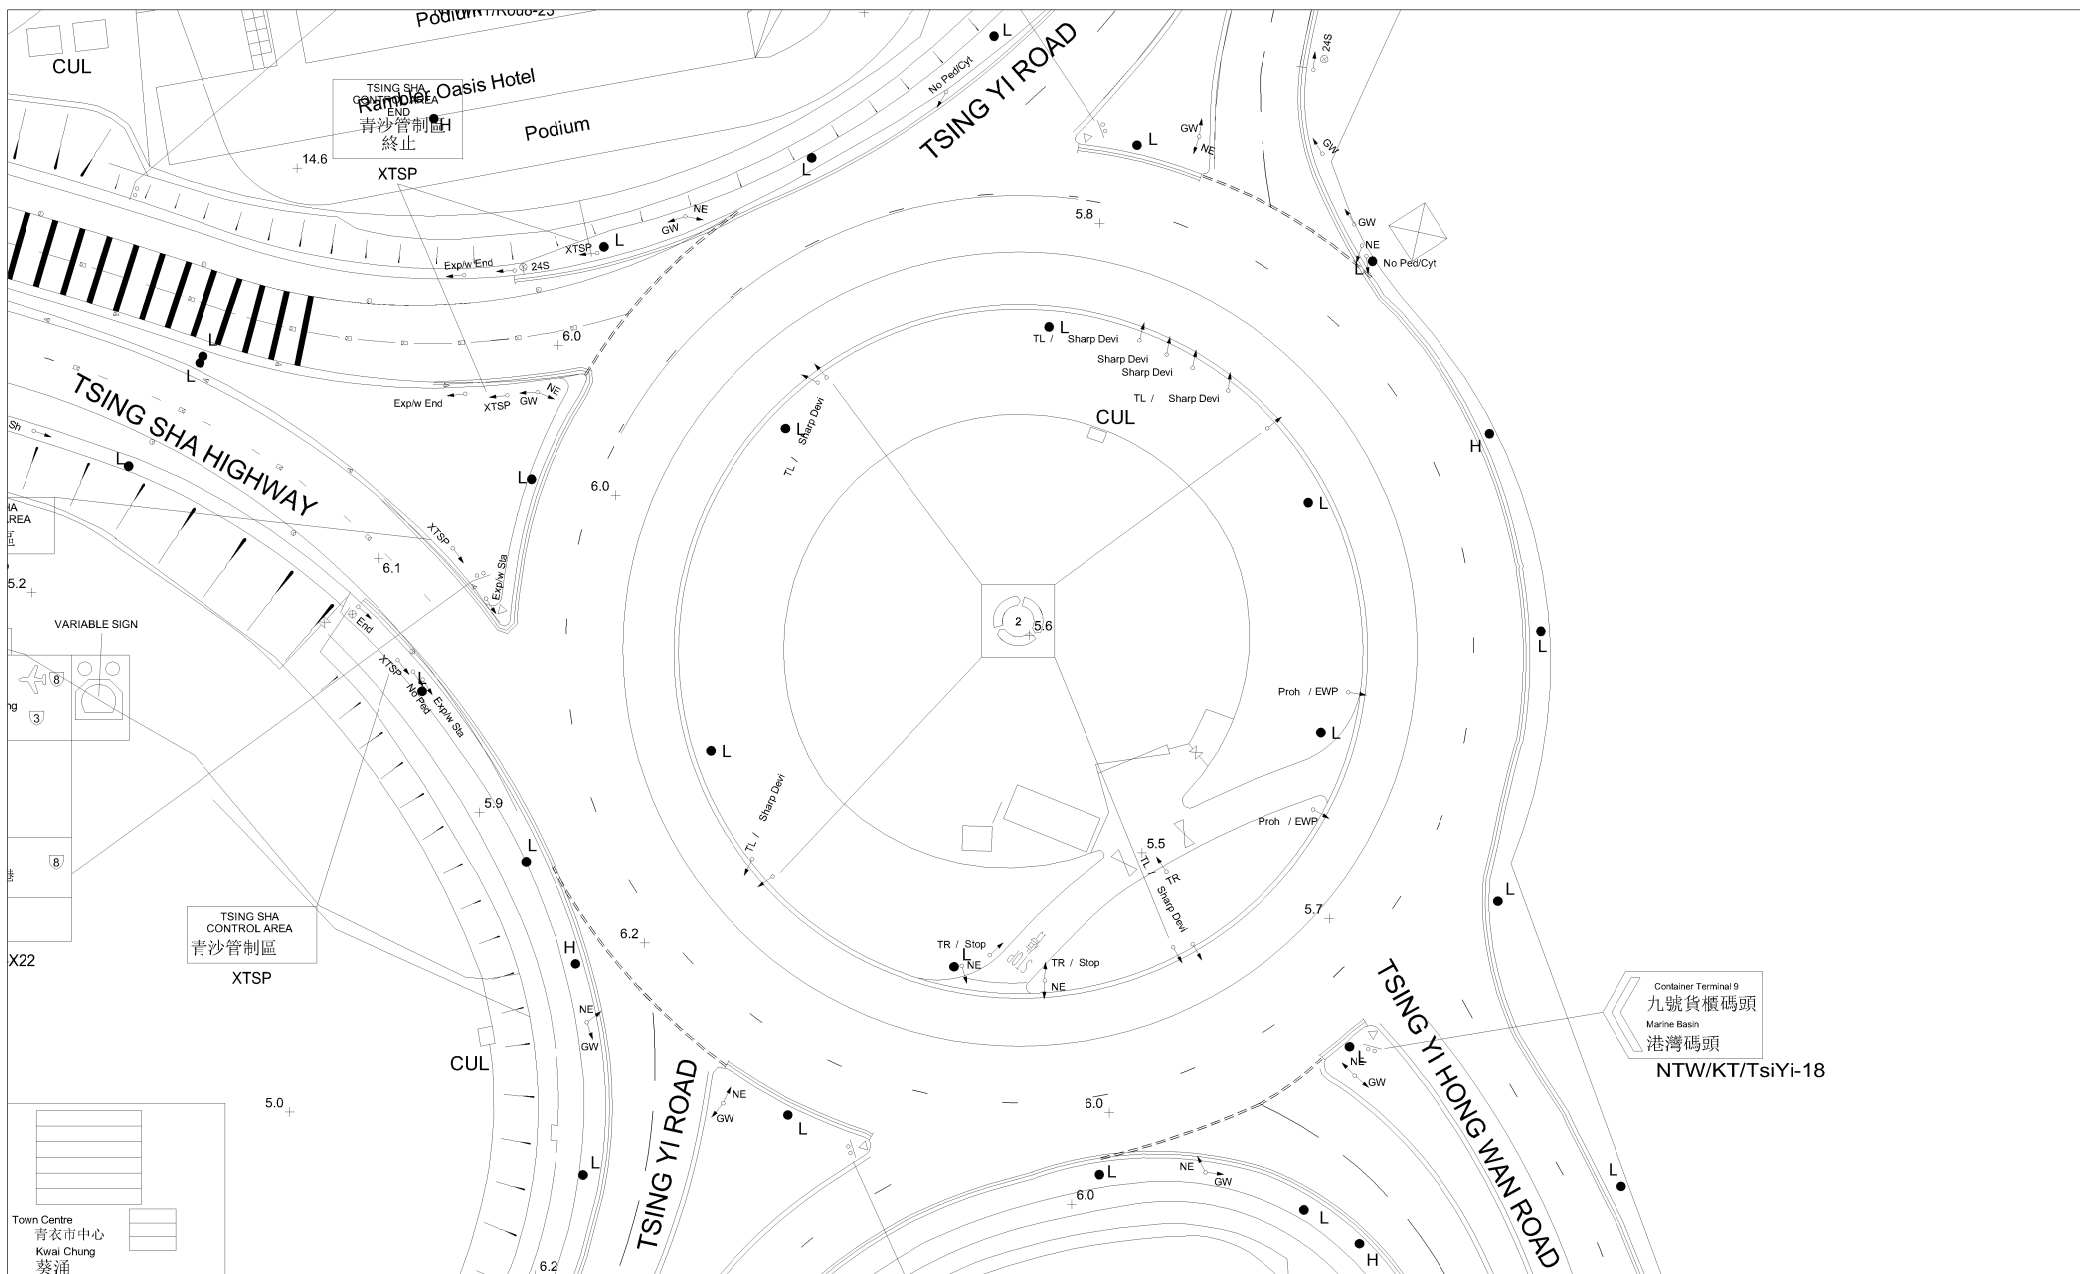 Podium
CUL
TSING SHA
CONTROL AREA
END
青沙管制區
終止
XTSP
Rambler Oasis Hotel
H
Podium
14.6
L
No Ped/Cyt
TSING YI ROAD
L
L
GW
NE
24S
GW
GW
NE
L
No Ped/Cyt
5.8
NE
GW
XTSP
L
Exp/w End
24S
6.0
L
L
Exp/w End
XTSP
GW
NE
TSING SHA HIGHWAY
Sh
L
L
6.0
XTSP
Exp/w Sta
6.1
HA
AREA
區
5.2
VARIABLE SIGN
8
3
ng
8
港
X22
End
XTSP
L
No Ped
Exp/w Sta
5.9
TSING SHA
CONTROL AREA
青沙管制區
XTSP
L
TL / Sharp Devi
Sharp Devi
Sharp Devi
TL / Sharp Devi
CUL
L
TL / Sharp Devi
L
H
2
5.6
L
Proh / EWP
L
L
TL / Sharp Devi
Proh / EWP
5.5
TL / Sharp Devi
TR
5.7
L
L
H
6.2
TR / Stop
L
NE
STOP
TR / Stop
NE
NE
GW
CUL
5.0
TSING YI ROAD
NE
GW
L
L
6.0
L
NE
GW
TSING YI HONG WAN ROAD
Container Terminal 9
九號貨櫃碼頭
Marine Basin
港灣碼頭
NTW/KT/TsiYi-18
L
NE
GW
6.0
L
L
H
Town Centre
青衣市中心
Kwai Chung
葵涌
6.2